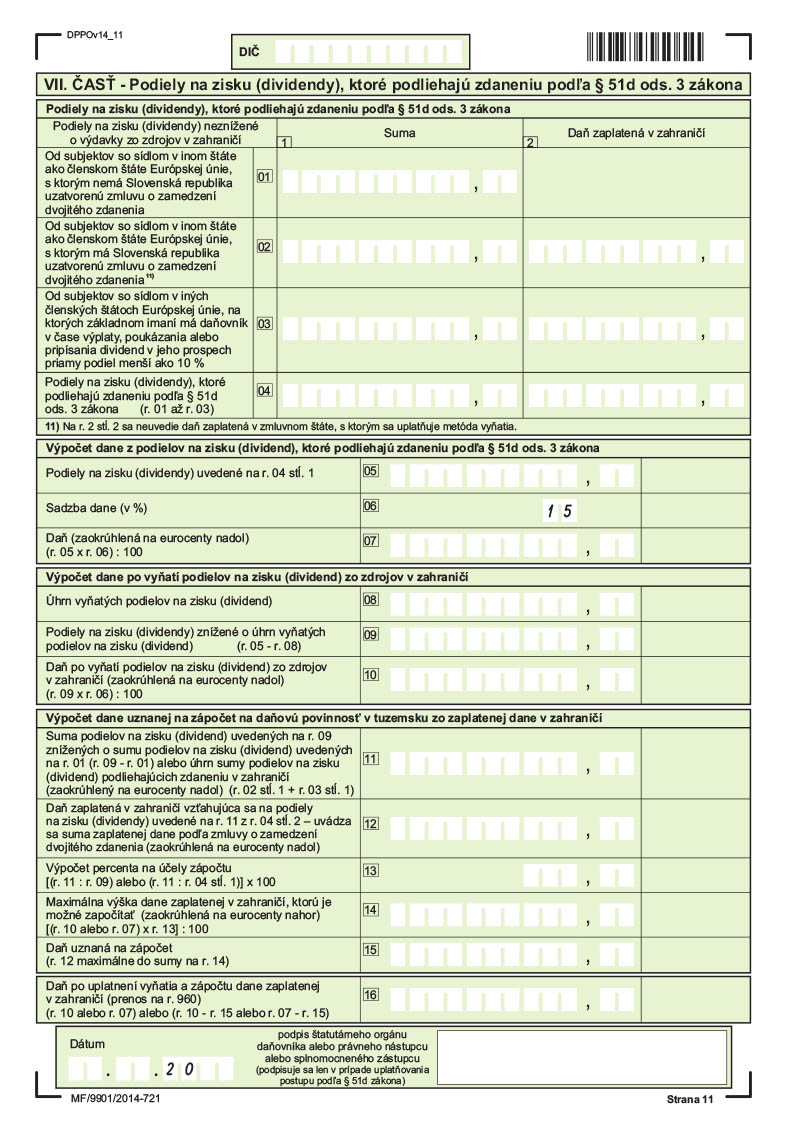 DPPOv14_11
DIČ
VII. ČASŤ - Podiely na zisku (dividendy), ktoré podliehajú zdaneniu podľa § 51d ods. 3 zákona
Podiely na zisku (dividendy), ktoré podliehajú zdaneniu podľa § 51d ods. 3 zákona
Podiely na zisku (dividendy) neznížené
o výdavky zo zdrojov v zahraničí
1 Suma
2 Daň zaplatená v zahraničí
Od subjektov so sídlom v inom štáte
ako členskom štáte Európskej únie,
s ktorým nemá Slovenská republika
uzatvorenú zmluvu o zamedzení
dvojitého zdanenia
01 ,
Od subjektov so sídlom v inom štáte
ako členskom štáte Európskej únie,
s ktorým má Slovenská republika
uzatvorenú zmluvu o zamedzení
dvojitého zdanenia 11)
02 , ,
Od subjektov so sídlom v iných
členských štátoch Európskej únie, na
ktorých základnom imaní má daňovník
v čase výplaty, poukázania alebo
pripísania dividend v jeho prospech
priamy podiel menší ako 10 %
03 , ,
Podiely na zisku (dividendy), ktoré
podliehajú zdaneniu podľa § 51d
ods. 3 zákona (r. 01 až r. 03)
04 , ,
11) Na r. 2 stĺ. 2 sa neuvedie daň zaplatená v zmluvnom štáte, s ktorým sa uplatňuje metóda vyňatia.
Výpočet dane z podielov na zisku (dividend), ktoré podliehajú zdaneniu podľa § 51d ods. 3 zákona
Podiely na zisku (dividendy) uvedené na r. 04 stĺ. 1
05 ,
Sadzba dane (v %)
06 15
Daň (zaokrúhlená na eurocenty nadol)
(r. 05 x r. 06) : 100
07 ,
Výpočet dane po vyňatí podielov na zisku (dividend) zo zdrojov v zahraničí
Úhrn vyňatých podielov na zisku (dividend)
08 ,
Podiely na zisku (dividendy) znížené o úhrn vyňatých
podielov na zisku (dividend) (r. 05 - r. 08)
09 ,
Daň po vyňatí podielov na zisku (dividend) zo zdrojov
v zahraničí (zaokrúhlená na eurocenty nadol)
(r. 09 x r. 06) : 100
10 ,
Výpočet dane uznanej na zápočet na daňovú povinnosť v tuzemsku zo zaplatenej dane v zahraničí
Suma podielov na zisku (dividend) uvedených na r. 09
znížených o sumu podielov na zisku (dividend) uvedených
na r. 01 (r. 09 - r. 01) alebo úhrn sumy podielov na zisku
(dividend) podliehajúcich zdaneniu v zahraničí
(zaokrúhlený na eurocenty nadol) (r. 02 stĺ. 1 + r. 03 stĺ. 1)
11 ,
Daň zaplatená v zahraničí vzťahujúca sa na podiely
na zisku (dividendy) uvedené na r. 11 z r. 04 stĺ. 2 – uvádza
sa suma zaplatenej dane podľa zmluvy o zamedzení
dvojitého zdanenia (zaokrúhlená na eurocenty nadol)
12 ,
Výpočet percenta na účely zápočtu
[(r. 11 : r. 09) alebo (r. 11 : r. 04 stĺ. 1)] x 100
13 ,
Maximálna výška dane zaplatenej v zahraničí, ktorú je
možné započítať (zaokrúhlená na eurocenty nahor)
[(r. 10 alebo r. 07) x r. 13] : 100
14 ,
Daň uznaná na zápočet
(r. 12 maximálne do sumy na r. 14)
15 ,
Daň po uplatnení vyňatia a zápočtu dane zaplatenej
v zahraničí (prenos na r. 960)
(r. 10 alebo r. 07) alebo (r. 10 - r. 15 alebo r. 07 - r. 15)
16 ,
Dátum
. . 20
podpis štatutárneho orgánu
daňovníka alebo právneho nástupcu
alebo splnomocneného zástupcu
(podpisuje sa len v prípade uplatňovania
postupu podľa § 51d zákona)
MF/9901/2014-721
Strana 11